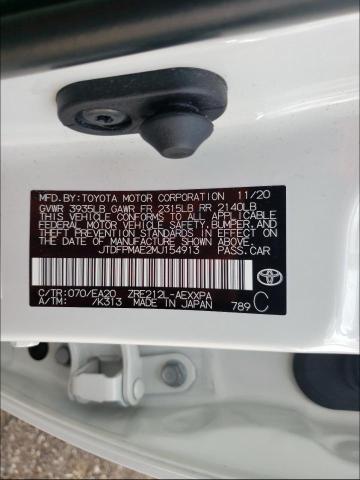 MFD.BY:TOYOTA MOTOR CORPORATION 11/20
GVWR 3935LB GAWR FR 2315LB RR 2140LB
THIS VEHICLE CONFORMS TO ALL APPLICABLE
FEDERAL MOTOR VEHICLE SAFETY, BUMPER,
AND THEFT PREVENTION STANDARDS IN EFFECT
ON THE DATE OF MANUFACTURE SHOWN ABOVE.
JTDFPMAE2MJ154913 PASS.CAR
C/TR:070/EA20 ZRE212L-AEXXPA
A/TM: /K313 MADE IN JAPAN 789 C
TOYOTA